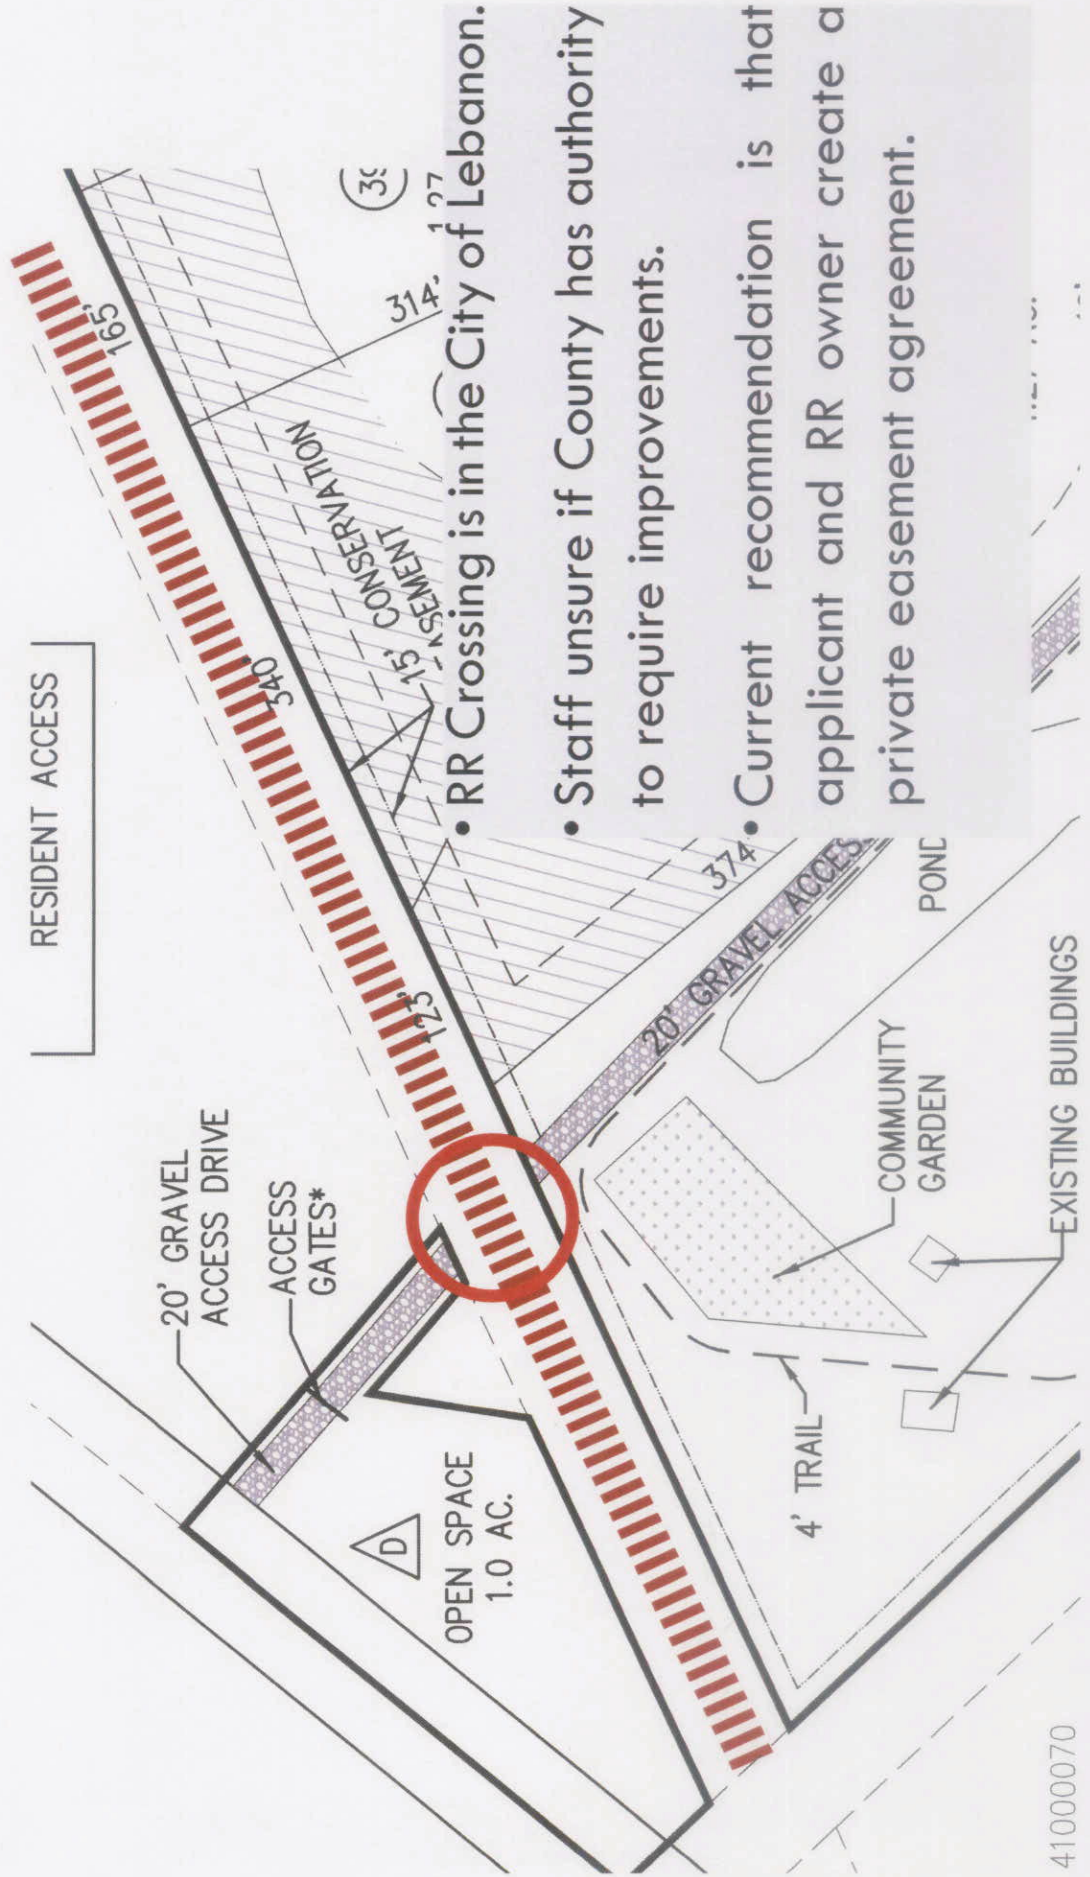 RESIDENT ACCESS
20' GRAVEL
ACCESS DRIVE
ACCESS
GATES*
D
OPEN SPACE
1.0 AC.
165'
340'
123'
15' CONSERVATION
314'
1.27
374'
20' GRAVEL ACCESS
POND
COMMUNITY
GARDEN
4' TRAIL
EXISTING BUILDINGS
• RR Crossing is in the City of Lebanon.
• Staff unsure if County has authority
to require improvements.
• Current recommendation is that
applicant and RR owner create a
private easement agreement.
41000070